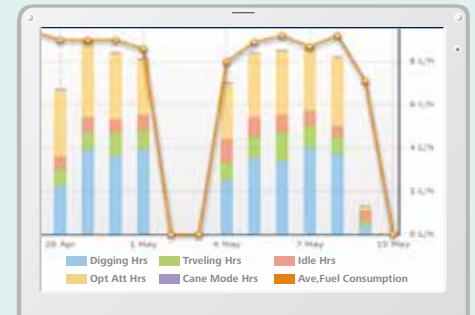 8 L/h
6 L/h
4 L/h
0 L/h
28 Apr 1 May 4 May 7 May 10 May
Digging Hrs Trveling Hrs Idle Hrs
Opt Att Hrs Cane Mode Hrs Ave,Fuel Consumption